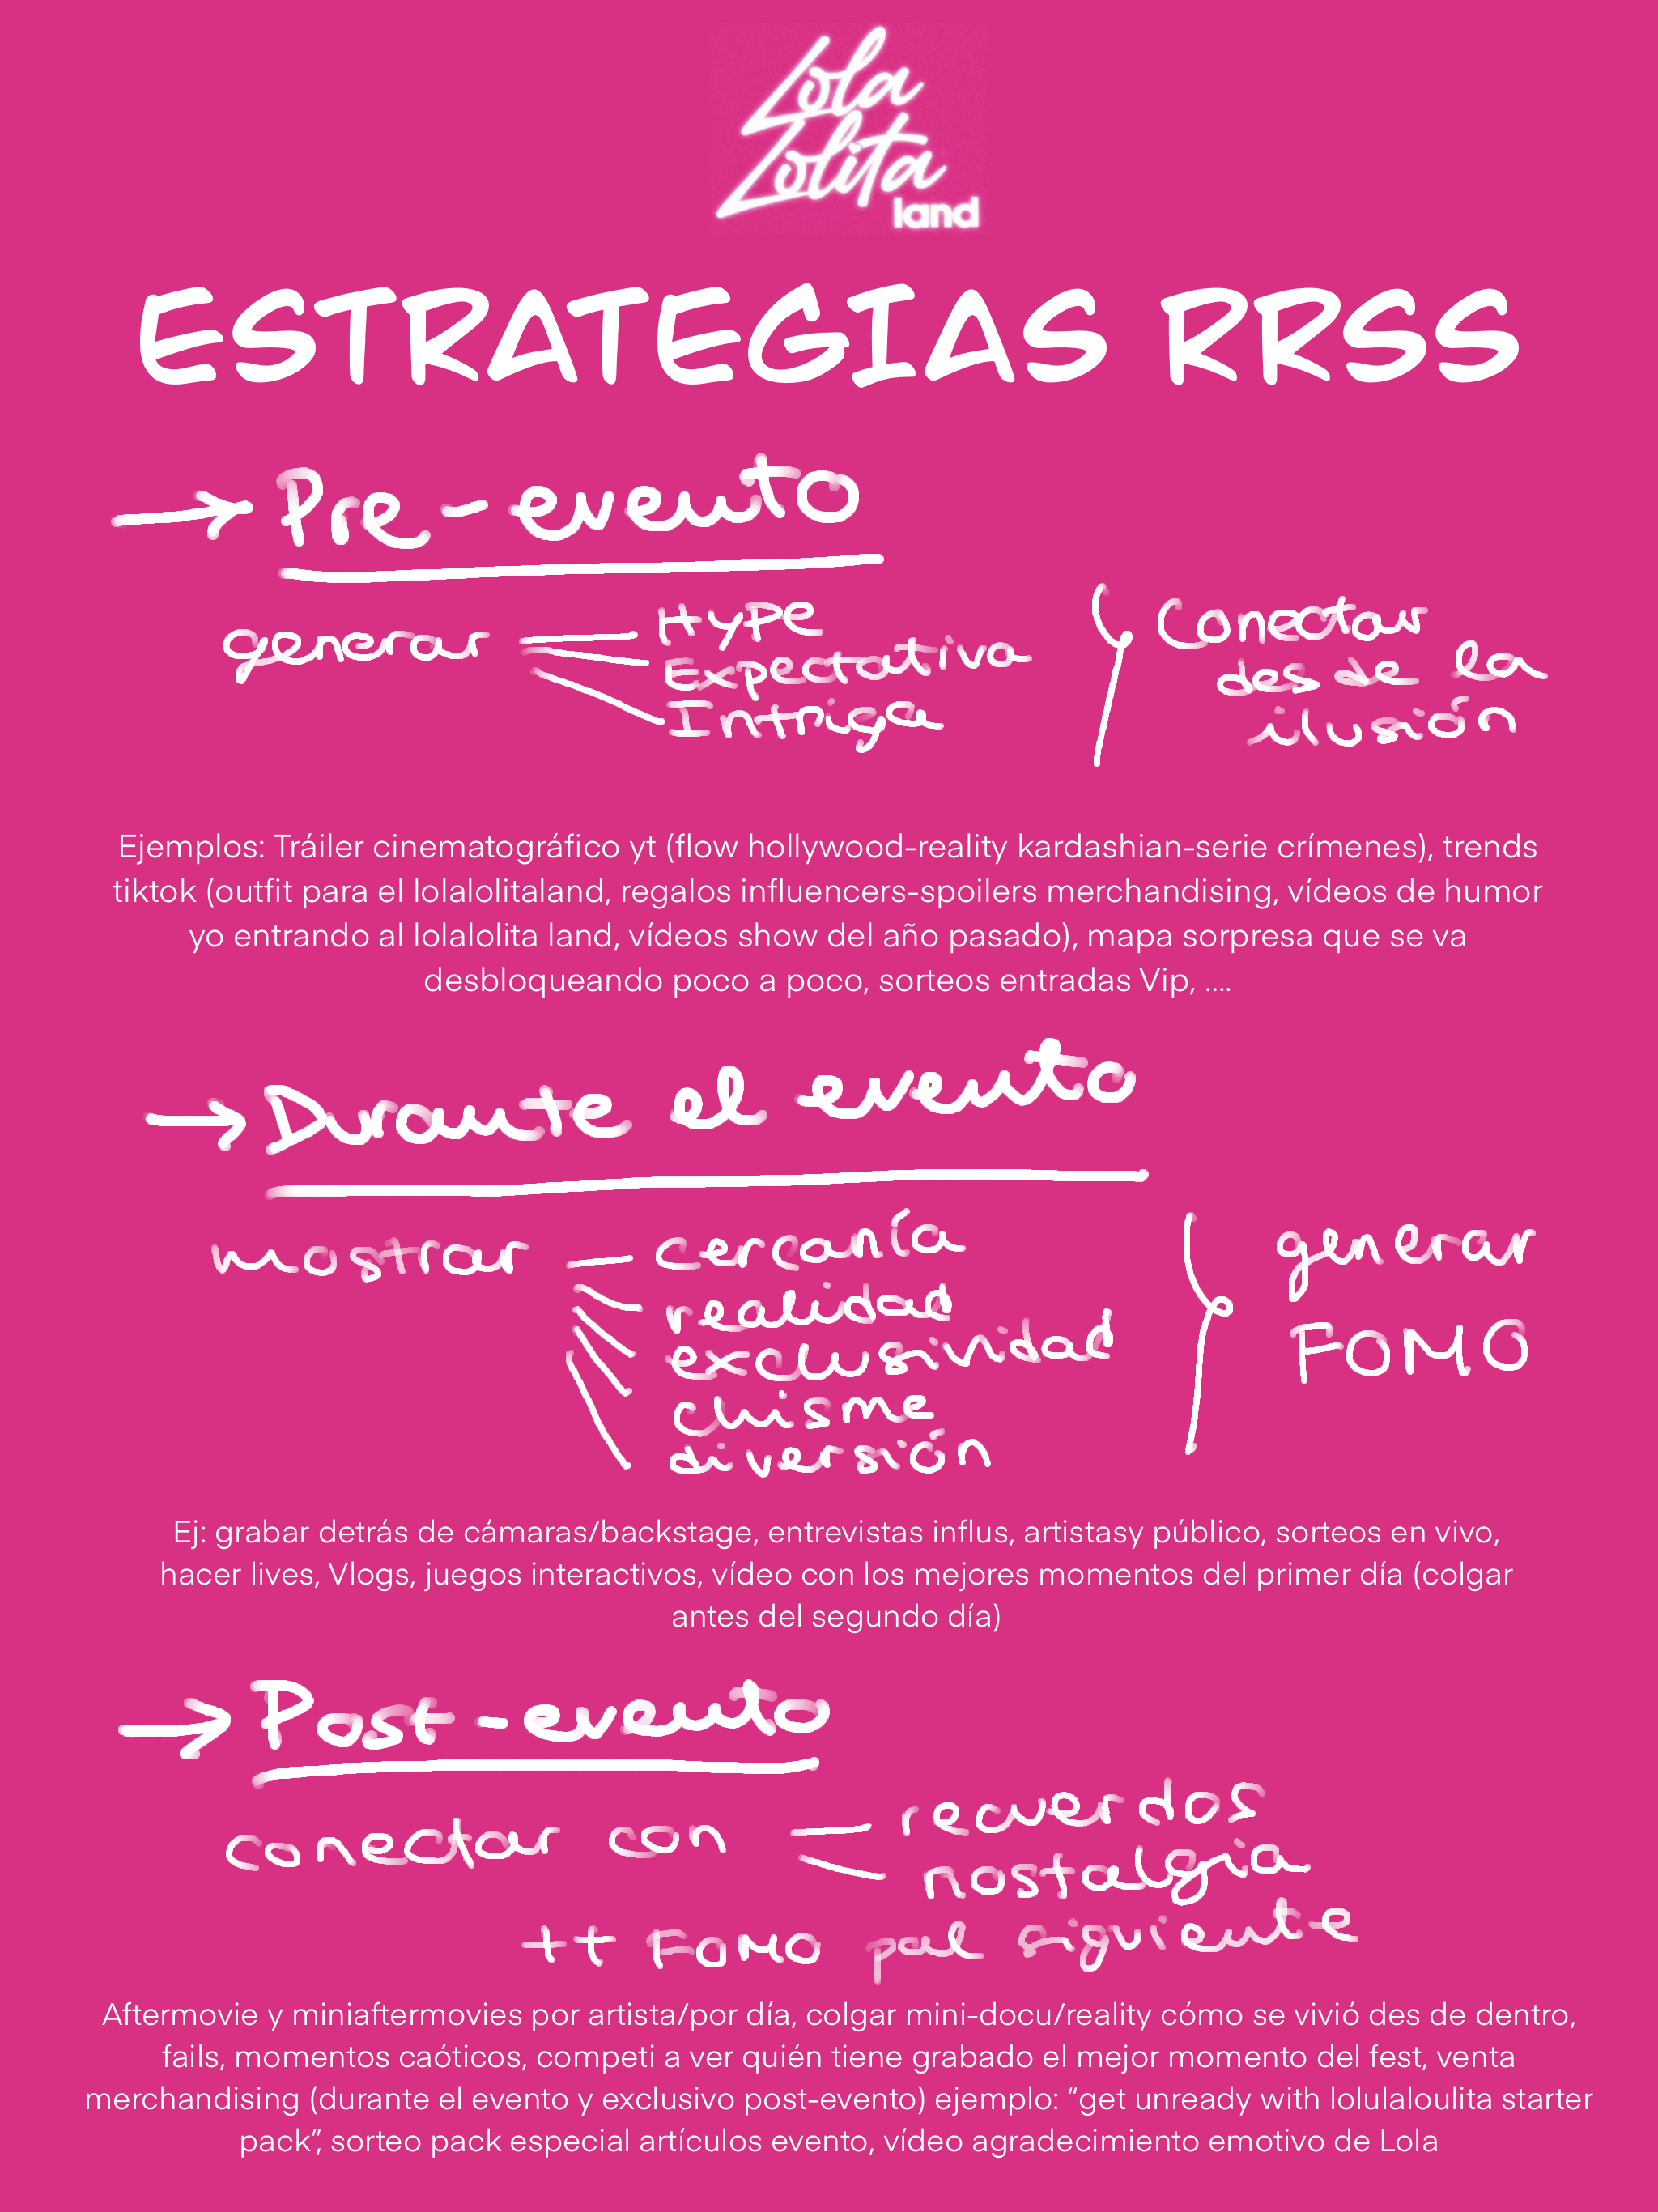 Lola
Lolita
land
ESTRATEGIAS RRSS
→ Pre-evento
generar
Hype
Expectativa
Intriga
Conectar
desde la
ilusión
Ejemplos: Tráiler cinematográfico yt (flow hollywood-reality kardashian-serie crímenes), trends
tiktok (outfit para el lolalolitaland, regalos influencers-spoilers merchandising, vídeos de humor
yo entrando al lolalolita land, vídeos show del año pasado), mapa sorpresa que se va
desbloqueando poco a poco, sorteos entradas Vip, ....
→ Durante el evento
mostrar
cercanía
realidad
exclusividad
chisme
diversión
generar
FOMO
Ej: grabar detrás de cámaras/backstage, entrevistas influs, artistasy público, sorteos en vivo,
hacer lives, Vlogs, juegos interactivos, vídeo con los mejores momentos del primer día (colgar
antes del segundo día)
→ Post-evento
conectar con
recuerdos
nostalgia
++ FOMO pal siguiente
Aftermovie y miniaftermovies por artista/por día, colgar mini-docu/reality cómo se vivió des de dentro,
fails, momentos caóticos, competi a ver quién tiene grabado el mejor momento del fest, venta
merchandising (durante el evento y exclusivo post-evento) ejemplo: “get unready with lolulaloulita starter
pack”, sorteo pack especial artículos evento, vídeo agradecimiento emotivo de Lola